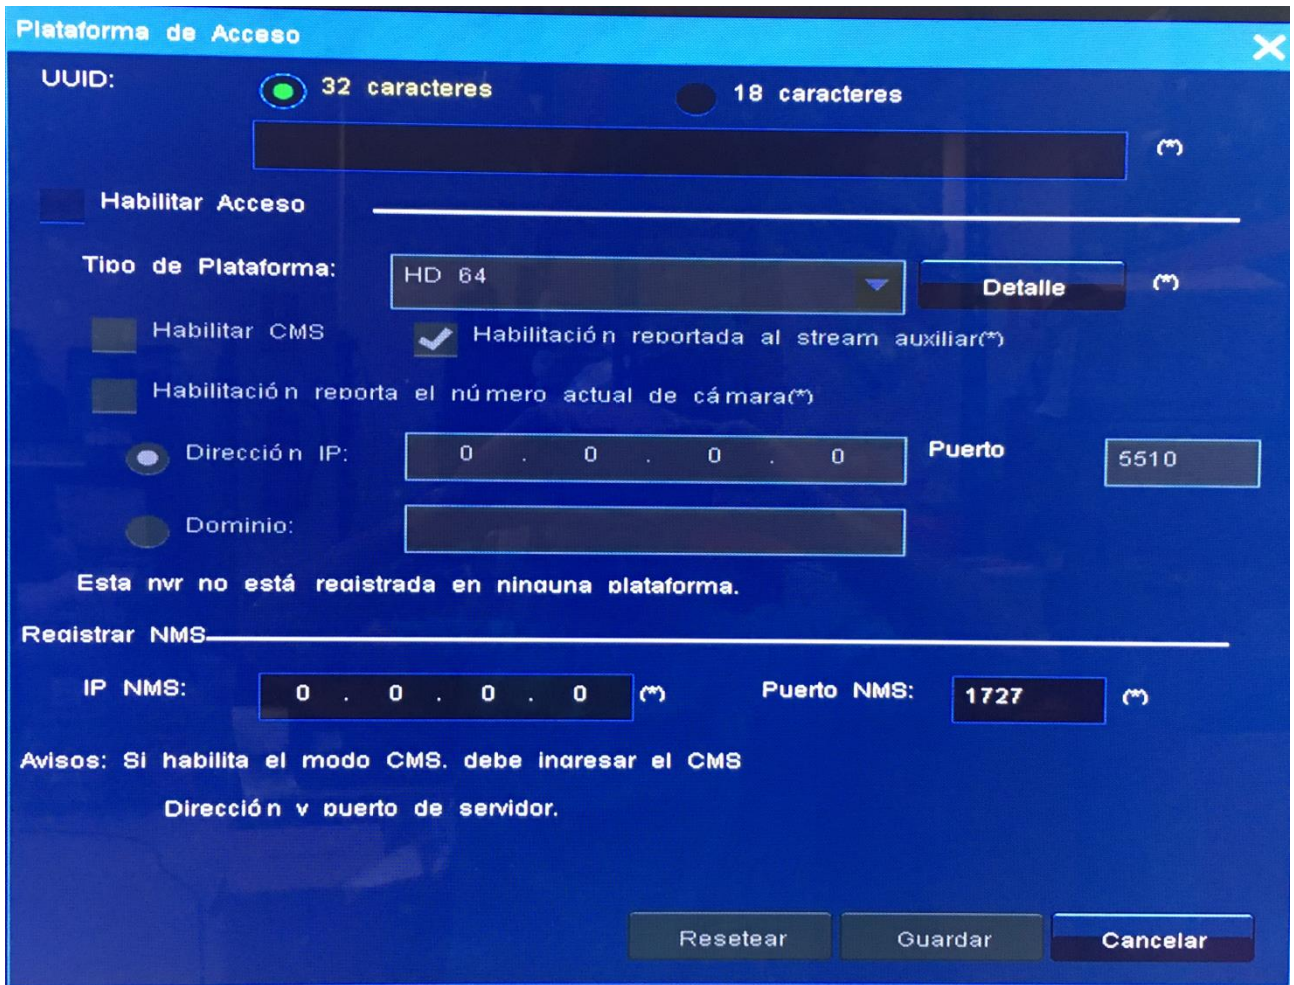 Plataforma de Acceso
UUID: 32 caracteres 18 caracteres
(*)
Habilitar Acceso
Tipo de Plataforma: HD 64 Detalle (*)
Habilitar CMS Habilitación reportada al stream auxiliar(*)
Habilitación reporta el número actual de cámara(*)
Dirección IP: 0 . 0 . 0 . 0 Puerto 5510
Dominio:
Esta nvr no está registrada en ninguna plataforma.
Registrar NMS
IP NMS: 0 . 0 . 0 . 0 (*) Puerto NMS: 1727 (*)
Avisos: Si habilita el modo CMS. debe ingresar el CMS
Dirección y puerto de servidor.
Resetear Guardar Cancelar